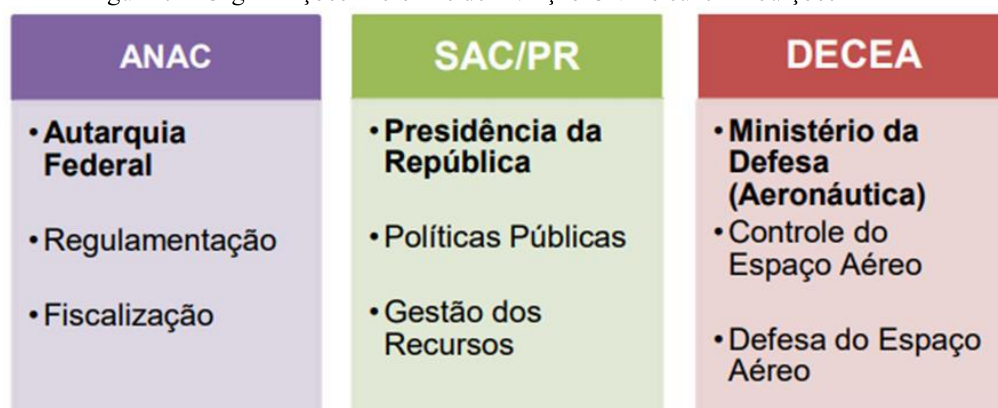 ANAC
• Autarquia
Federal
• Regulamentação
• Fiscalização
SAC/PR
• Presidência da
República
• Políticas Públicas
• Gestão dos
Recursos
DECEA
• Ministério da
Defesa
(Aeronáutica)
• Controle do
Espaço Aéreo
• Defesa do Espaço
Aéreo